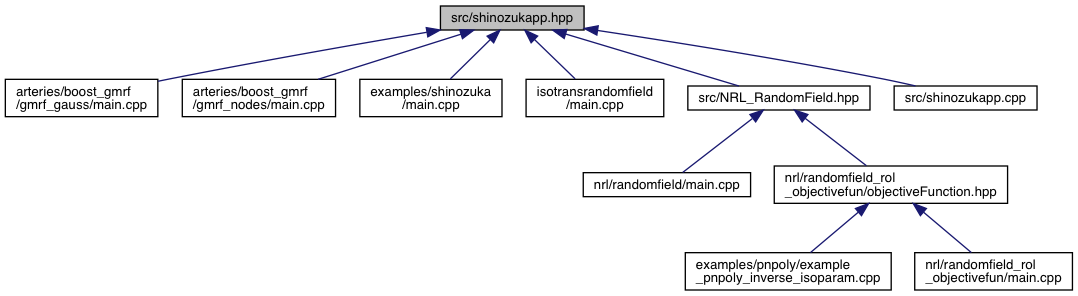 src/shinozukapp.hpp
arteries/boost_gmrf
/gmrf_gauss/main.cpp
arteries/boost_gmrf
/gmrf_nodes/main.cpp
examples/shinozuka
/main.cpp
isotransrandomfield
/main.cpp
src/NRL_RandomField.hpp
src/shinozukapp.cpp
nrl/randomfield/main.cpp
nrl/randomfield_rol
_objectivefun/objectiveFunction.hpp
examples/pnpoly/example
_pnpoly_inverse_isoparam.cpp
nrl/randomfield_rol
_objectivefun/main.cpp